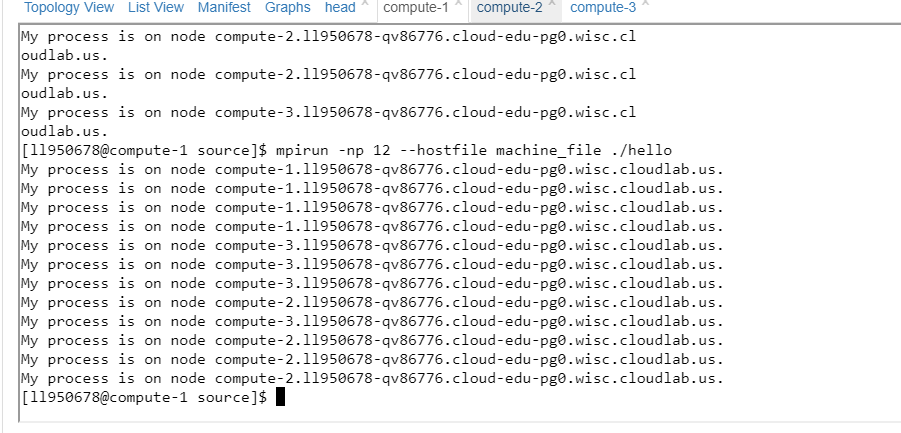 Topology View List View Manifest Graphs head ^ compute-1 ^ compute-2 ^ compute-3 ^
My process is on node compute-2.ll950678-qv86776.cloud-edu-pg0.wisc.cl
oudlab.us.
My process is on node compute-2.ll950678-qv86776.cloud-edu-pg0.wisc.cl
oudlab.us.
My process is on node compute-3.ll950678-qv86776.cloud-edu-pg0.wisc.cl
oudlab.us.
[ll950678@compute-1 source]$ mpirun -np 12 --hostfile machine_file ./hello
My process is on node compute-1.ll950678-qv86776.cloud-edu-pg0.wisc.cloudlab.us.
My process is on node compute-1.ll950678-qv86776.cloud-edu-pg0.wisc.cloudlab.us.
My process is on node compute-1.ll950678-qv86776.cloud-edu-pg0.wisc.cloudlab.us.
My process is on node compute-1.ll950678-qv86776.cloud-edu-pg0.wisc.cloudlab.us.
My process is on node compute-3.ll950678-qv86776.cloud-edu-pg0.wisc.cloudlab.us.
My process is on node compute-3.ll950678-qv86776.cloud-edu-pg0.wisc.cloudlab.us.
My process is on node compute-3.ll950678-qv86776.cloud-edu-pg0.wisc.cloudlab.us.
My process is on node compute-2.ll950678-qv86776.cloud-edu-pg0.wisc.cloudlab.us.
My process is on node compute-3.ll950678-qv86776.cloud-edu-pg0.wisc.cloudlab.us.
My process is on node compute-2.ll950678-qv86776.cloud-edu-pg0.wisc.cloudlab.us.
My process is on node compute-2.ll950678-qv86776.cloud-edu-pg0.wisc.cloudlab.us.
My process is on node compute-2.ll950678-qv86776.cloud-edu-pg0.wisc.cloudlab.us.
[ll950678@compute-1 source]$